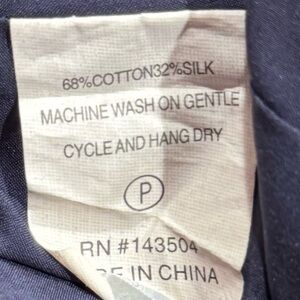 68%COTTON32%SILK
MACHINE WASH ON GENTLE
CYCLE AND HANG DRY
P
RN #143504
IN CHINA